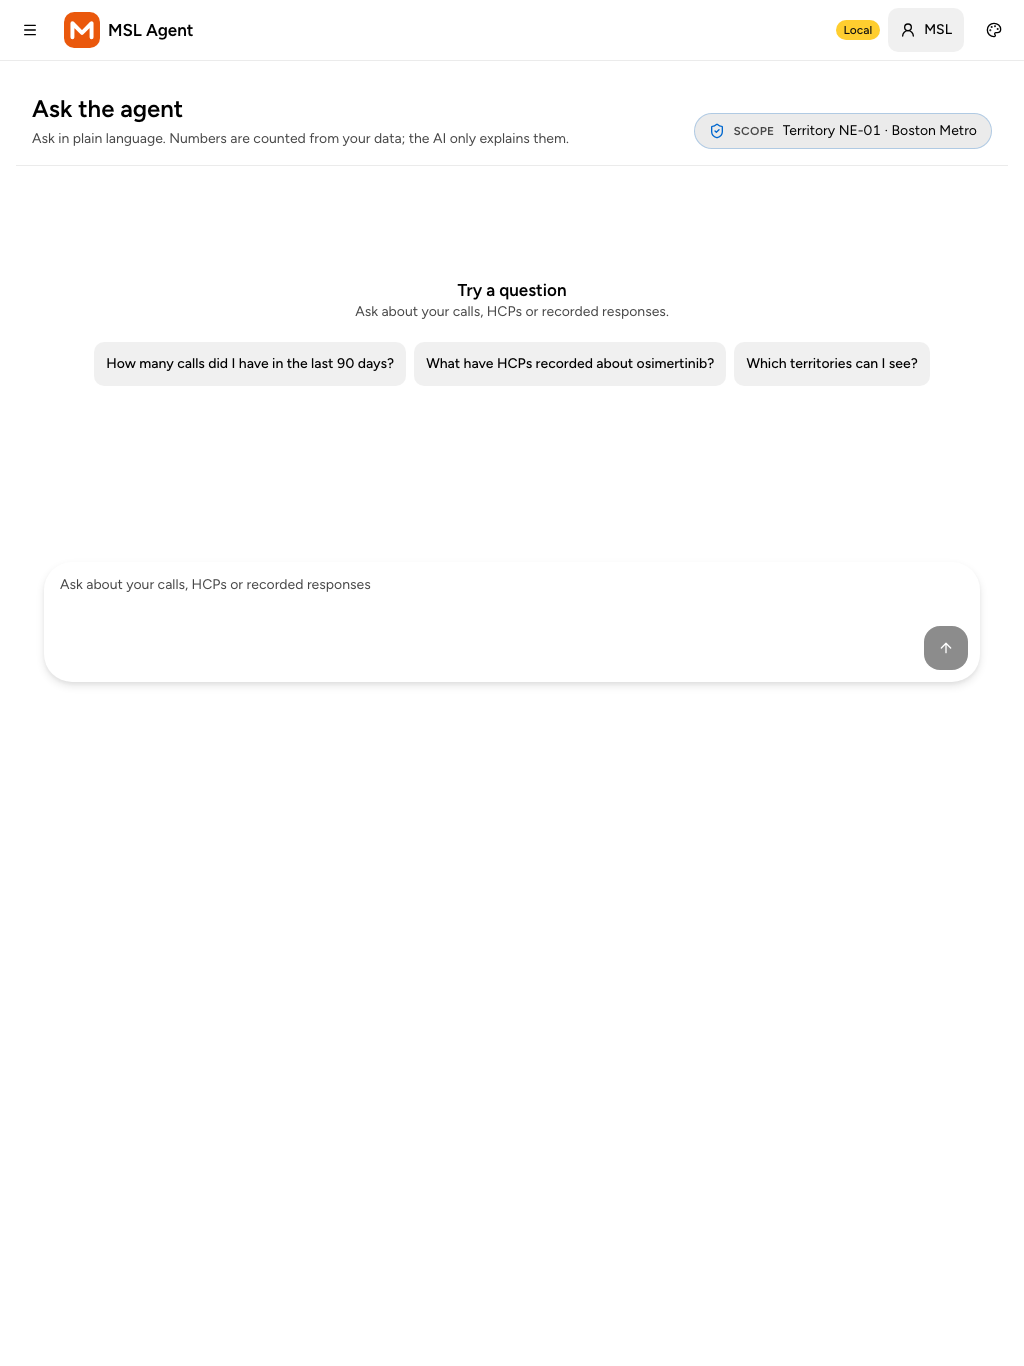 MSL Agent
Local
MSL
Ask the agent
Ask in plain language. Numbers are counted from your data; the AI only explains them.
SCOPE Territory NE-01 · Boston Metro
Try a question
Ask about your calls, HCPs or recorded responses.
How many calls did I have in the last 90 days?
What have HCPs recorded about osimertinib?
Which territories can I see?
Ask about your calls, HCPs or recorded responses